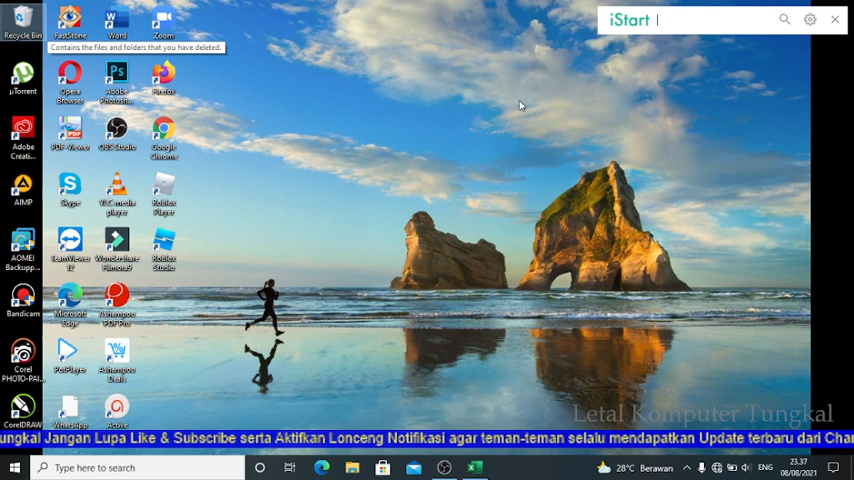 iStart
Recycle Bin
FastStone
Word
Zoom
Contains the files and folders that you have deleted.
µTorrent
Opera
Browser
Adobe
Photosh...
Firefox
Adobe
Creati...
PDF-Viewer
OBS Studio
Google
Chrome
AIMP
Skype
VLC media
player
Roblox
Player
AOMEI
Backupp...
TeamViewer
12
Wondershare
Filmora9
Roblox
Studio
Bandicam
Microsoft
Edge
Ashampoo
PDF Pro
Corel
PHOTO-PAI...
PotPlayer
Ashampoo
Deals
CorelDRAW
WhatsApp
Active
Letal Komputer Tungkal
ungkal Jangan Lupa Like & Subscribe serta Aktifkan Lonceng Notifikasi agar teman-teman selalu mendapatkan Update terbaru dari Chan
Type here to search
28°C Berawan
ENG
23.37
08/08/2021